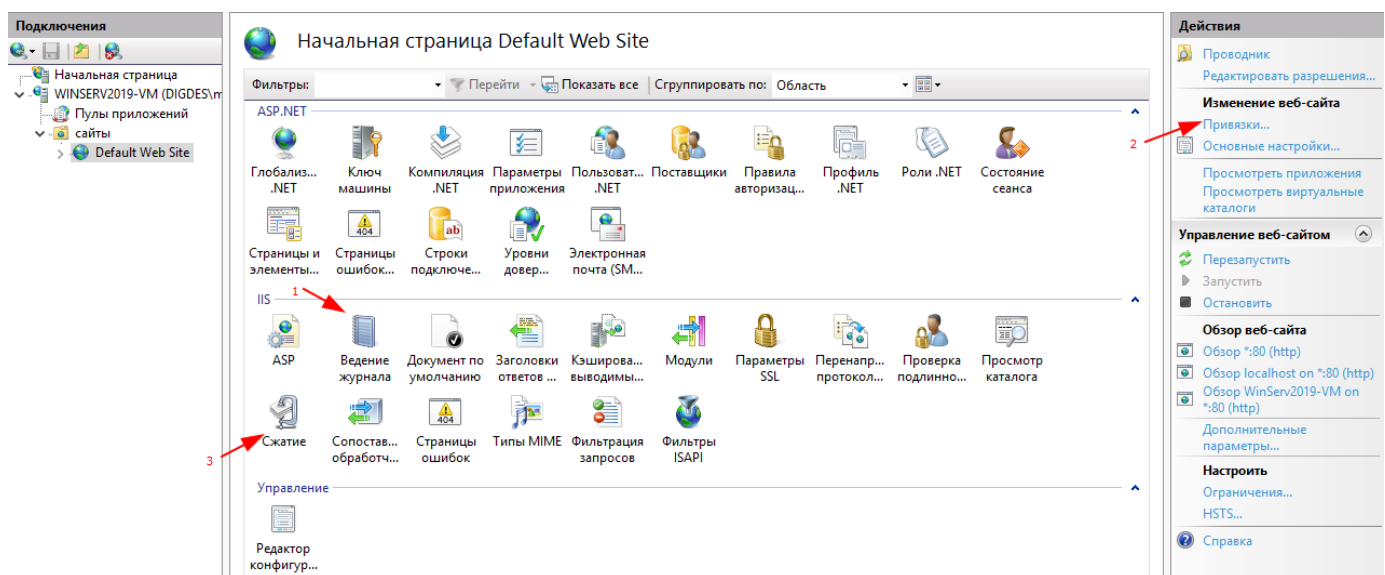 Подключения
Начальная страница
WINSERV2019-VM (DIGDES\m
Пулы приложений
сайты
Default Web Site
Начальная страница Default Web Site
Фильтры:
Перейти
Показать все
Сгруппировать по:
Область
ASP.NET
Глобализ...
.NET
Ключ
машины
Компиляция
.NET
Параметры
приложения
Пользоват...
.NET
Поставщики
Правила
авторизац...
Профиль
.NET
Роли .NET
Состояние
сеанса
404
ab
Страницы и
элементы...
Страницы
ошибок...
Строки
подключе...
Уровни
довер...
Электронная
почта (SM...
IIS
1
ASP
Ведение
журнала
Документ по
умолчанию
Заголовки
ответов ...
Кэширова...
выводимы...
Модули
Параметры
SSL
Перенапр...
протокол...
Проверка
подлинно...
Просмотр
каталога
404
3
Сжатие
Сопостав...
обработч...
Страницы
ошибок
Типы MIME
Фильтрация
запросов
Фильтры
ISAPI
Управление
Редактор
конфигур...
Действия
Проводник
Редактировать разрешения...
Изменение веб-сайта
2
Привязки...
Основные настройки...
Просмотреть приложения
Просмотреть виртуальные
каталоги
Управление веб-сайтом
Перезапустить
Запустить
Остановить
Обзор веб-сайта
Обзор *:80 (http)
Обзор localhost on *:80 (http)
Обзор WinServ2019-VM on
*:80 (http)
Дополнительные
параметры...
Настроить
Ограничения...
HSTS...
Справка